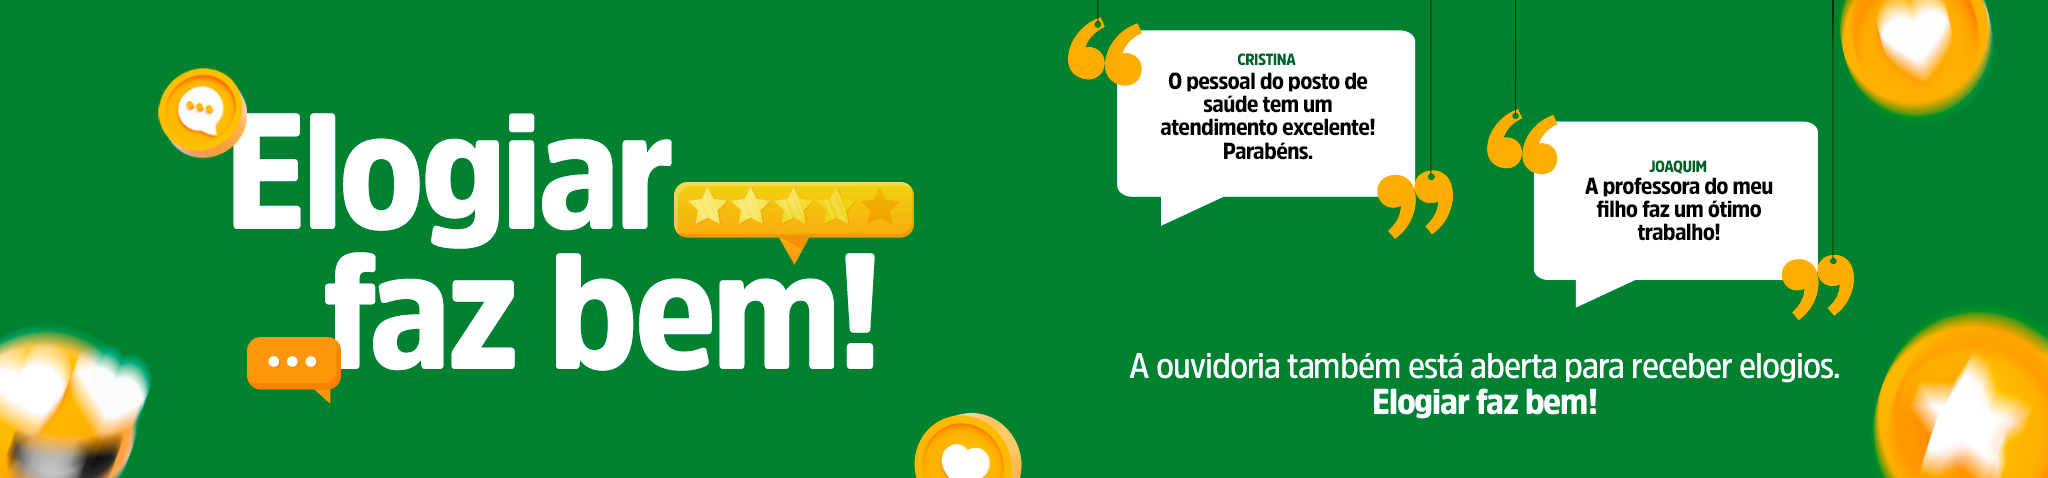 Elogiar
faz bem!
CRISTINA
O pessoal do posto de
saúde tem um
atendimento excelente!
Parabéns.
JOAQUIM
A professora do meu
filho faz um ótimo
trabalho!
A ouvidoria também está aberta para receber elogios.
Elogiar faz bem!